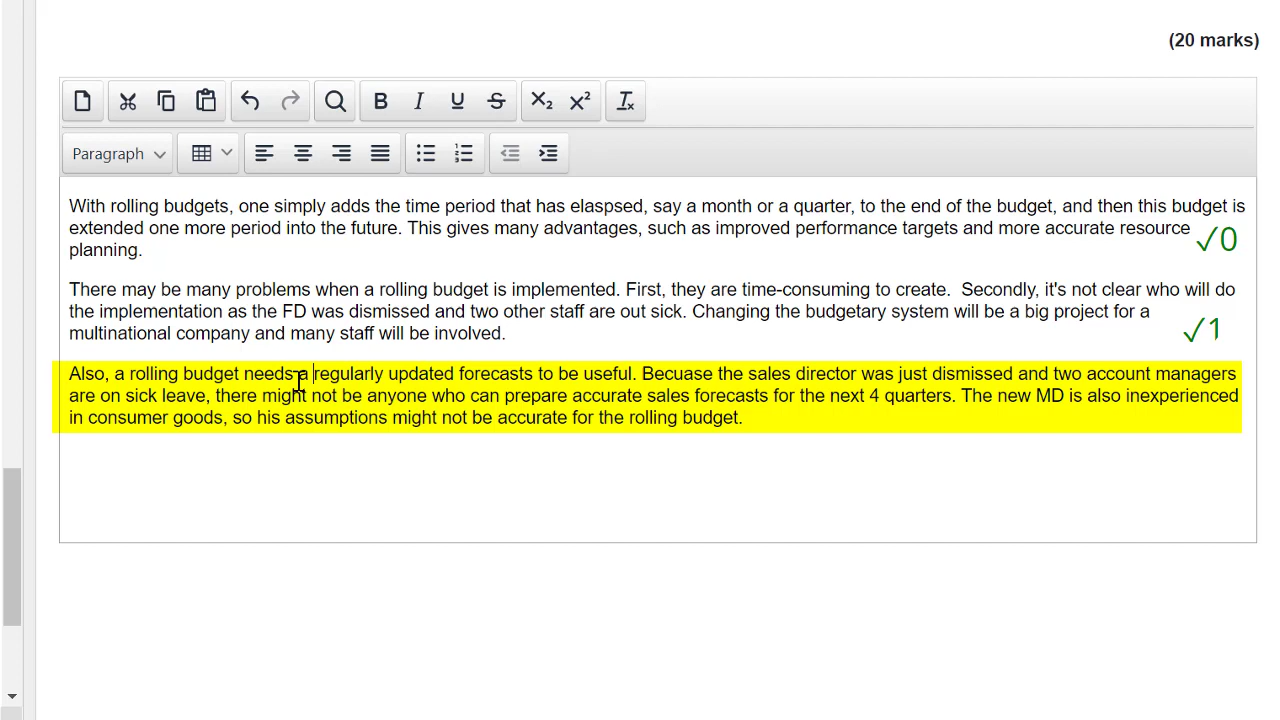 (20 marks)
B I U S X₂ X² Ix
Paragraph
With rolling budgets, one simply adds the time period that has elaspsed, say a month or a quarter, to the end of the budget, and then this budget is
extended one more period into the future. This gives many advantages, such as improved performance targets and more accurate resource
planning.
✓0
There may be many problems when a rolling budget is implemented. First, they are time-consuming to create.  Secondly, it's not clear who will do
the implementation as the FD was dismissed and two other staff are out sick. Changing the budgetary system will be a big project for a
multinational company and many staff will be involved.
✓1
Also, a rolling budget needs a regularly updated forecasts to be useful. Becuase the sales director was just dismissed and two account managers
are on sick leave, there might not be anyone who can prepare accurate sales forecasts for the next 4 quarters. The new MD is also inexperienced
in consumer goods, so his assumptions might not be accurate for the rolling budget.